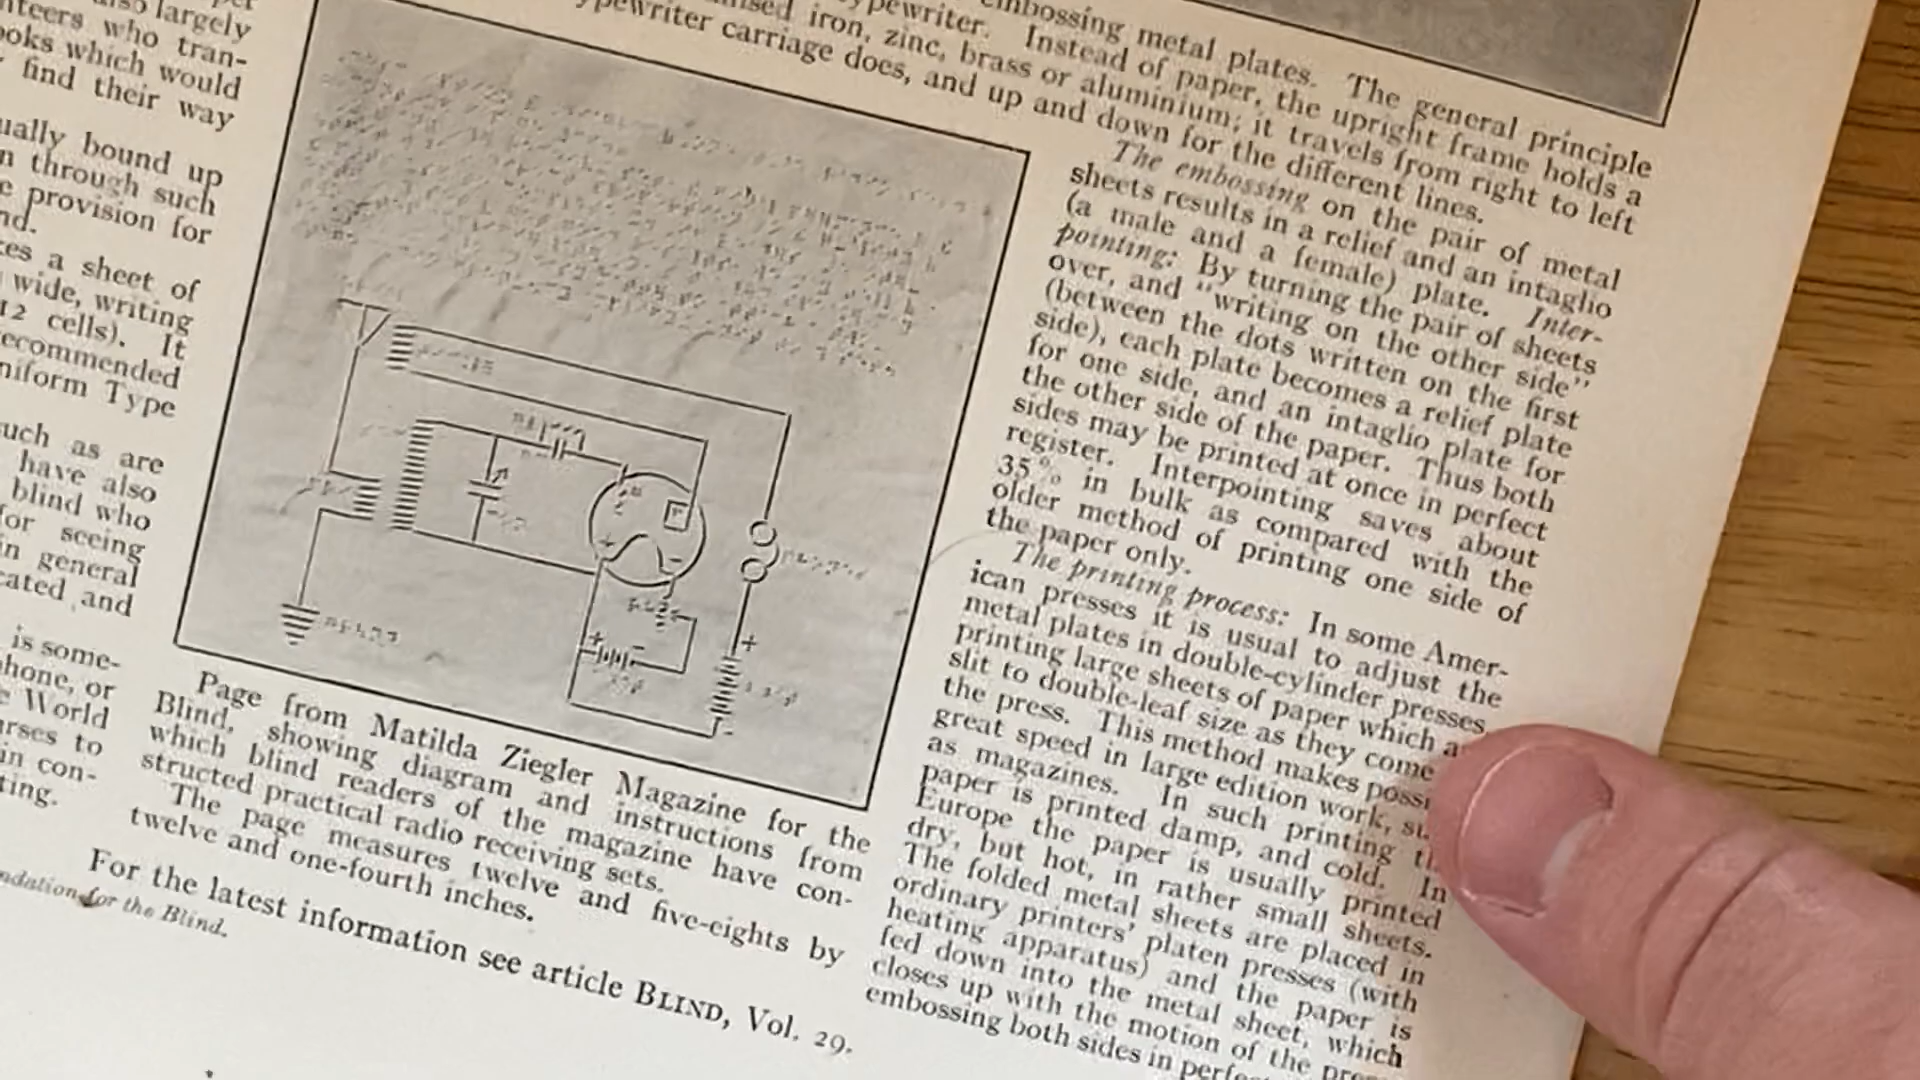 also largely
nteers who tran-
ooks which would
find their way
ually bound up
n through such
e provision for
nd.
kes a sheet of
wide, writing
12 cells). It
ecommended
niform Type
uch as are
have also
blind who
for seeing
in general
cated and
is some-
phone, or
e World
urses to
in con-
ting.
Page from Matilda Ziegler Magazine for the
Blind, showing diagram and instructions from
which blind readers of the magazine have con-
structed practical radio receiving sets.
The page measures twelve and five-eights by
twelve and one-fourth inches.
For the latest information see article BLIND, Vol. 29.
ndation for the Blind.
embossing metal plates. The general principle
typewriter. Instead of paper, the upright frame holds a
iron, zinc, brass or aluminium; it travels from right to left
typewriter carriage does, and up and down for the different lines.
The embossing on the pair of metal
sheets results in a relief and an intaglio
(a male and a female) plate. Inter-
pointing: By turning the pair of sheets
over, and "writing on the other side"
(between the dots written on the first
side), each plate becomes a relief plate
for one side, and an intaglio plate for
the other side of the paper. Thus both
sides may be printed at once in perfect
register. Interpointing saves about
35% in bulk as compared with the
older method of printing one side of
the paper only.
The printing process: In some Amer-
ican presses it is usual to adjust the
metal plates in double-cylinder presses,
printing large sheets of paper which a
slit to double-leaf size as they come
the press. This method makes possi
great speed in large edition work, su
as magazines. In such printing th
paper is printed damp, and cold. In
Europe the paper is usually printed
dry, but hot, in rather small sheets.
The folded metal sheets are placed in
ordinary printers' platen presses (with
heating apparatus) and the paper is
fed down into the metal sheet, which
closes up with the motion of the pres
embossing both sides in perfe